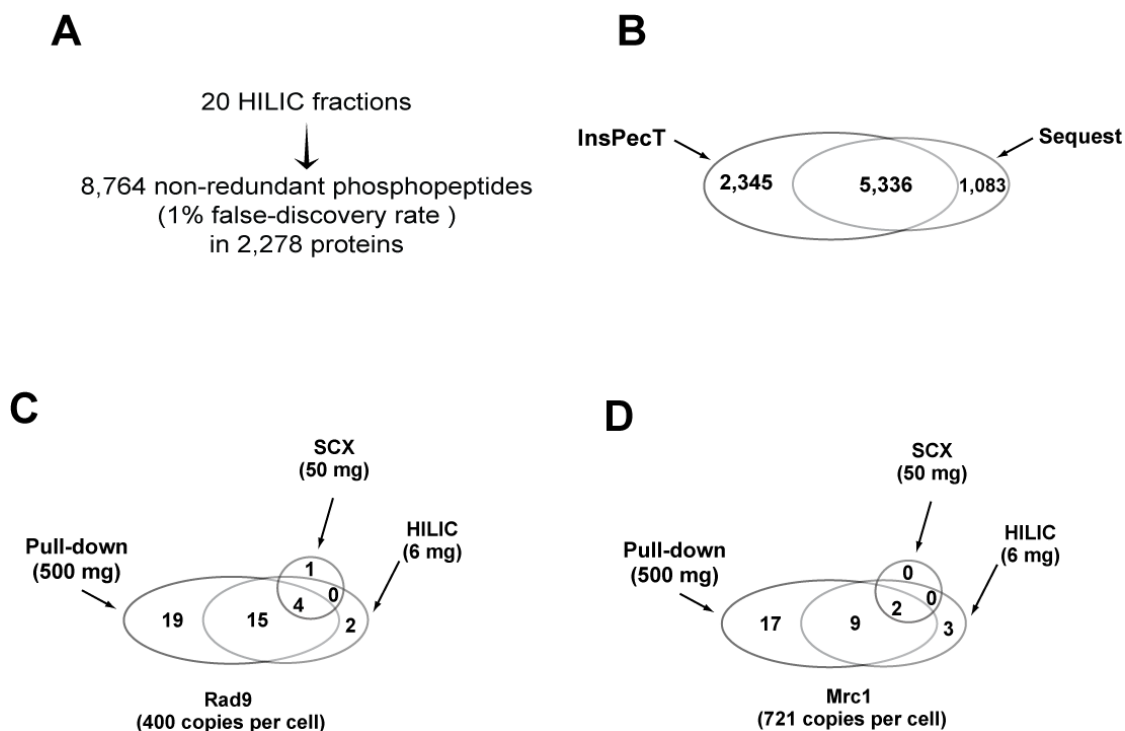 A
20 HILIC fractions
8,764 non-redundant phosphopeptides
(1% false-discovery rate )
in 2,278 proteins
B
InsPecT
Sequest
2,345
5,336
1,083
C
SCX
(50 mg)
Pull-down
(500 mg)
HILIC
(6 mg)
1
0
4
19
15
2
Rad9
(400 copies per cell)
D
SCX
(50 mg)
Pull-down
(500 mg)
HILIC
(6 mg)
0
0
2
17
9
3
Mrc1
(721 copies per cell)